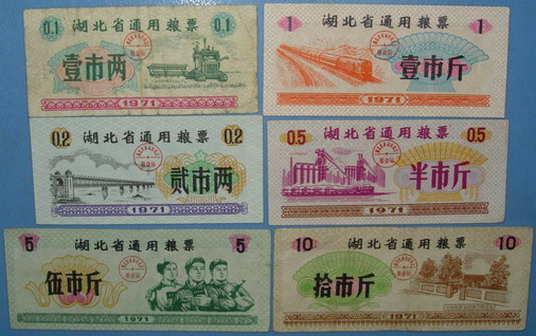 湖北省通用粮票
0.1 0.1
壹市两
1971
湖北省通用粮票
1 1
壹市斤
1971
湖北省通用粮票
0.2 0.2
贰市两
1971
湖北省通用粮票
0.5 0.5
半市斤
1971
湖北省通用粮票
5 5
伍市斤
1971
湖北省通用粮票
10 10
拾市斤
1971